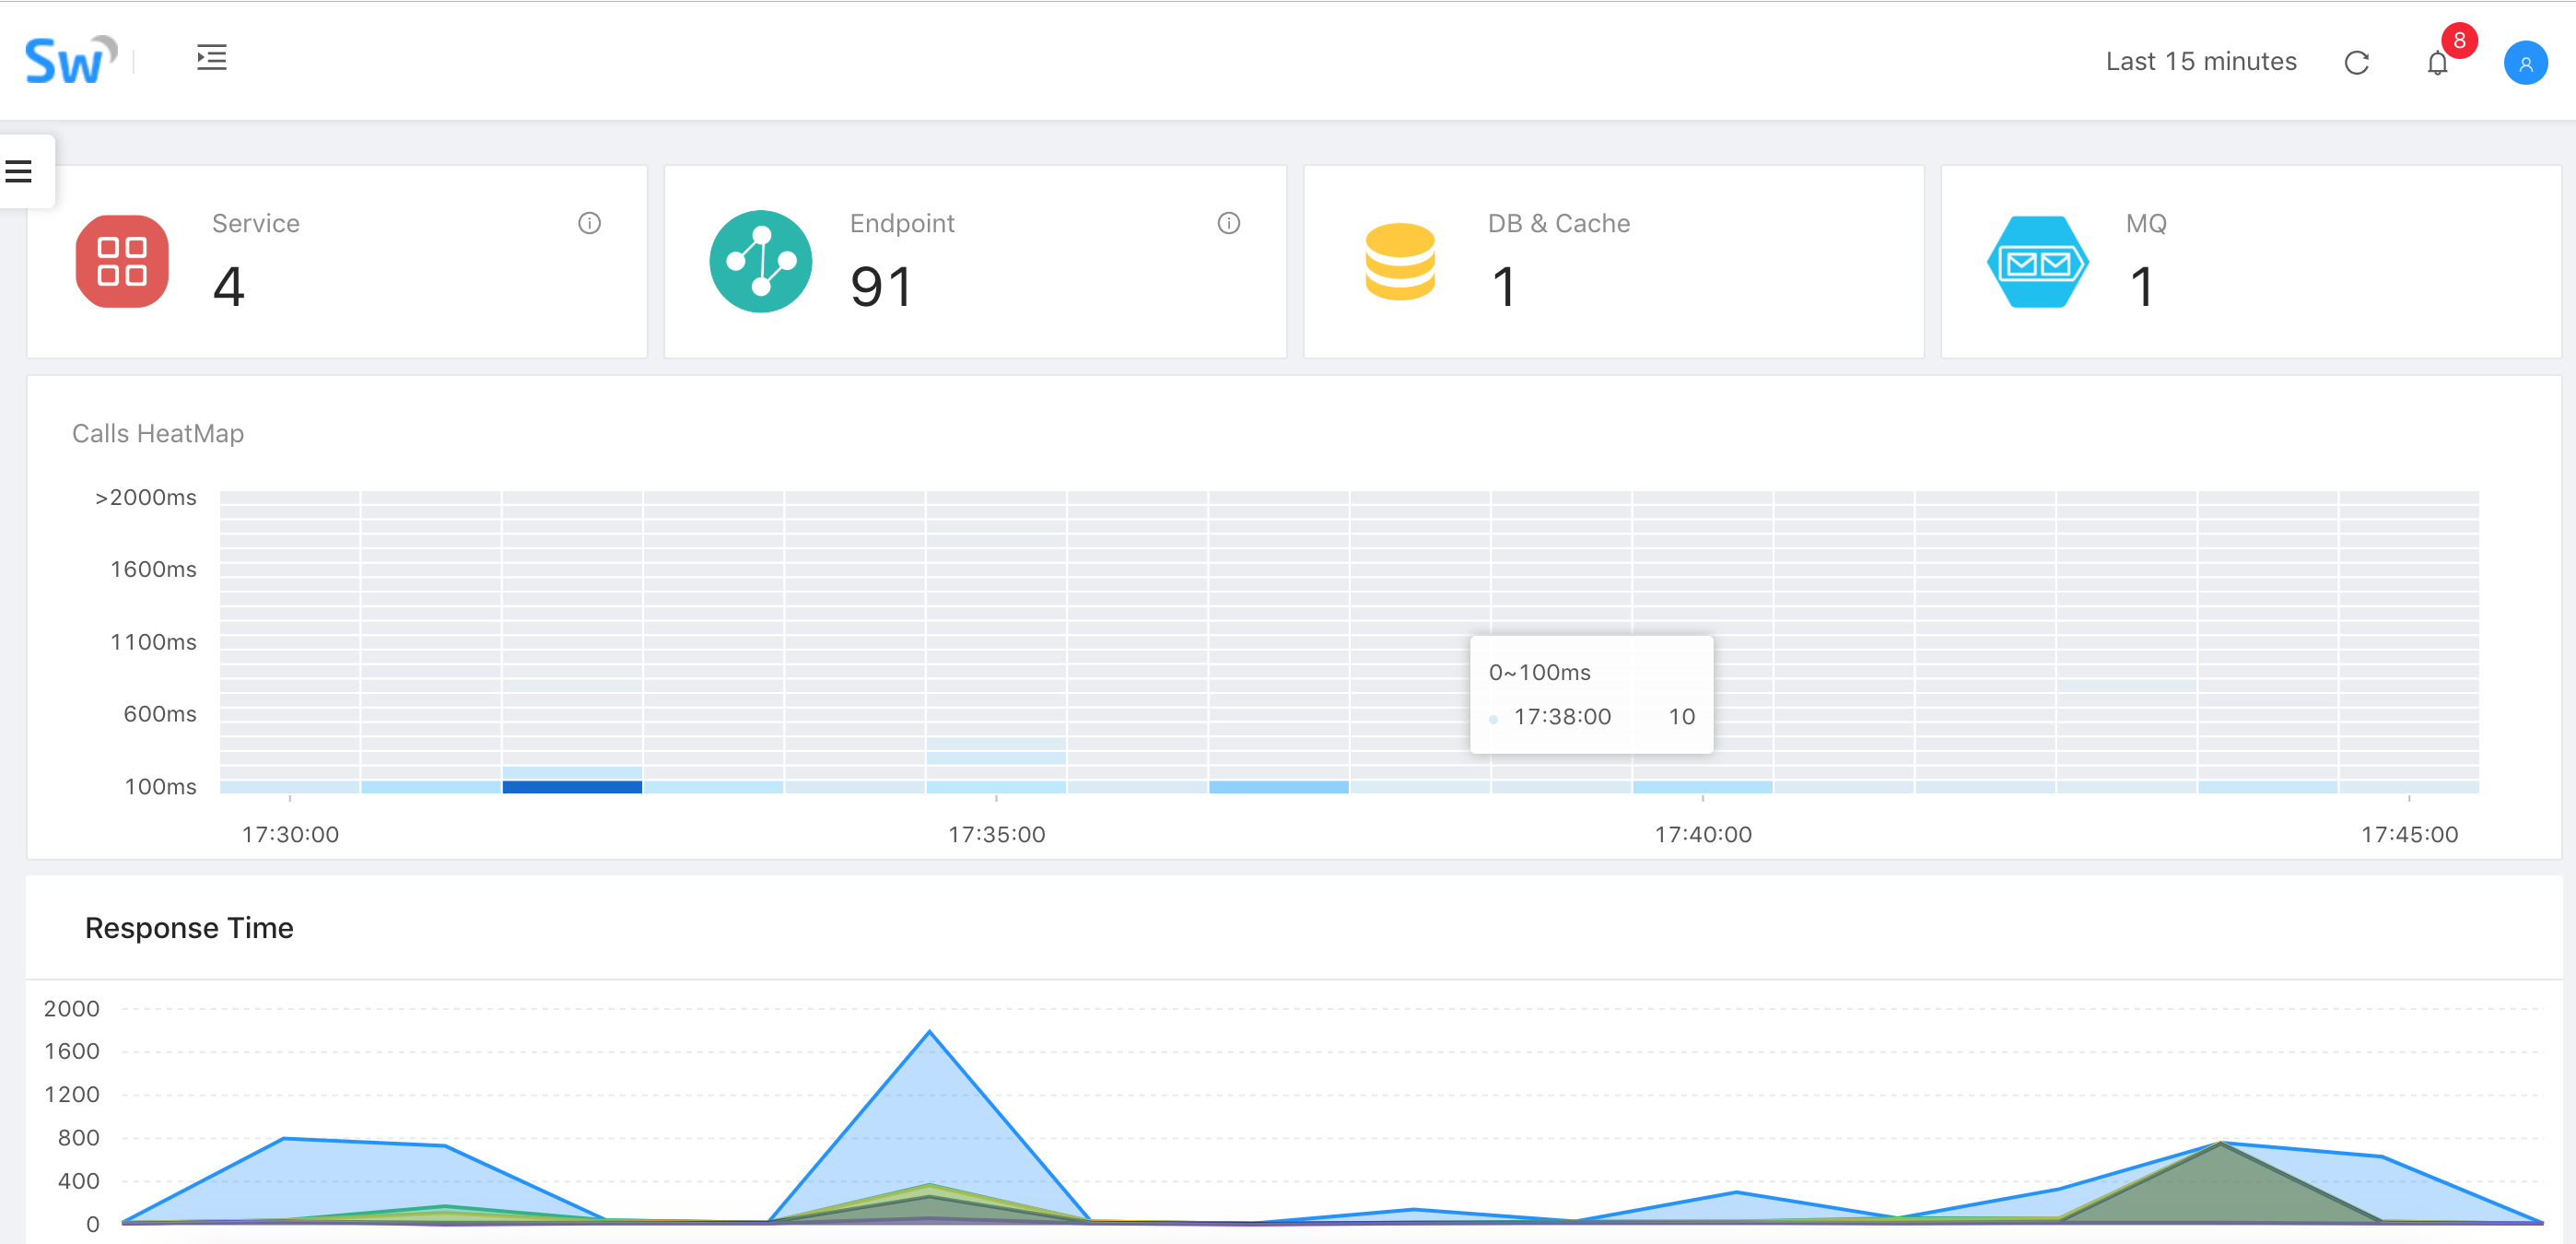 Sw
Last 15 minutes
8
Service
4
Endpoint
91
DB & Cache
1
MQ
1
Calls HeatMap
>2000ms
1600ms
1100ms
600ms
100ms
0~100ms
17:38:00 10
17:30:00 17:35:00 17:40:00 17:45:00
Response Time
2000
1600
1200
800
400
0